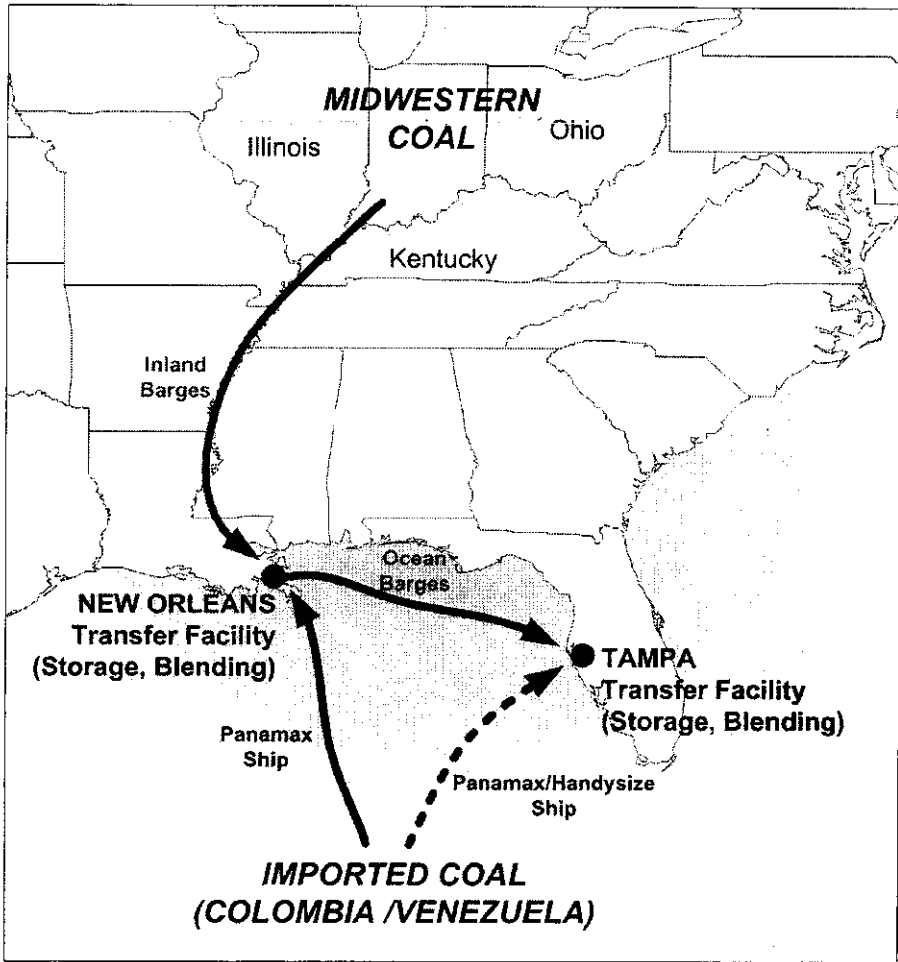 MIDWESTERN
COAL
Illinois
Ohio
Kentucky
Inland
Barges
Ocean
Barges
NEW ORLEANS
Transfer Facility
(Storage, Blending)
TAMPA
Transfer Facility
(Storage, Blending)
Panamax
Ship
Panamax/Handysize
Ship
IMPORTED COAL
(COLOMBIA /VENEZUELA)